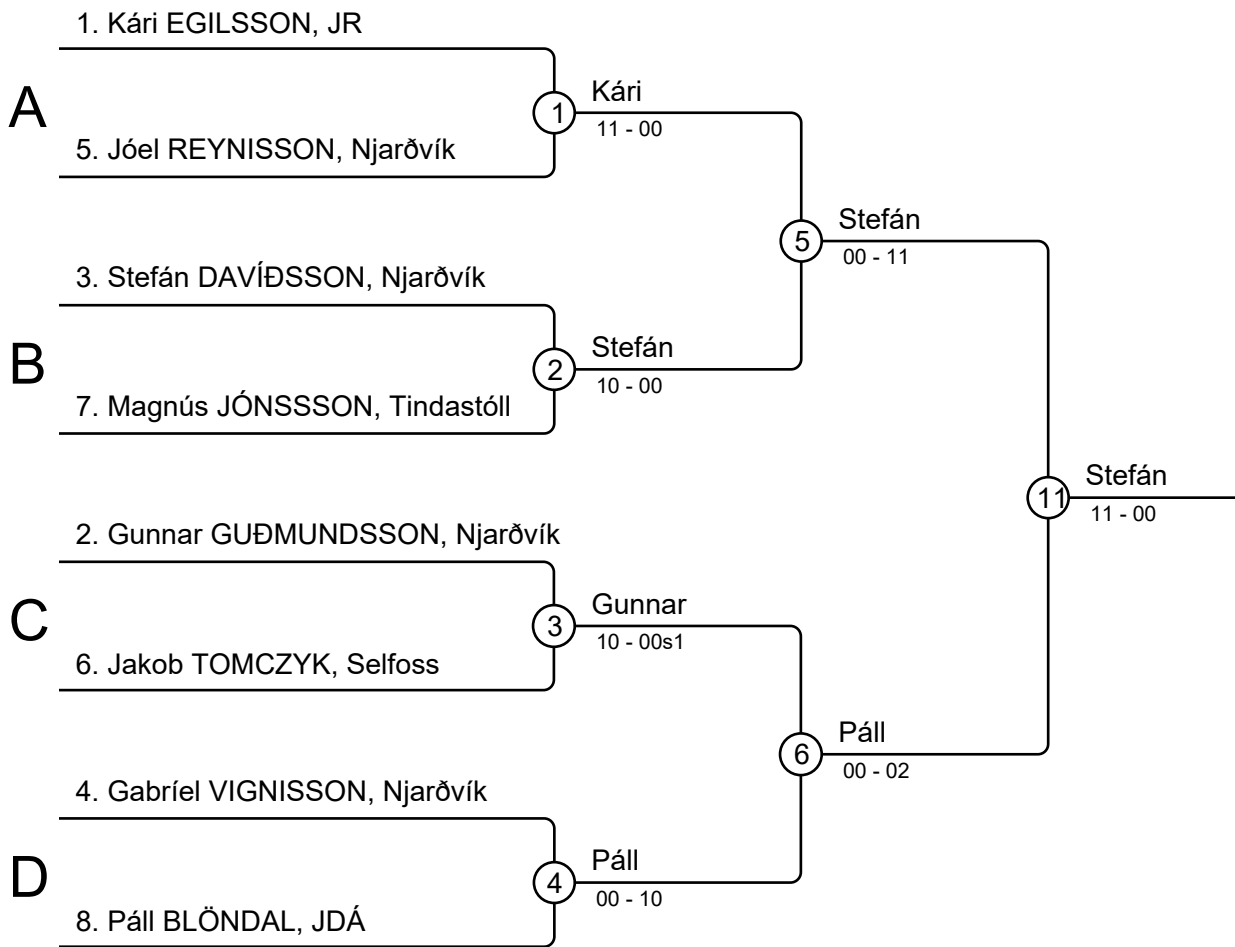 1. Kári EGILSSON, JR
A
1
Kári
11 - 00
5. Jóel REYNISSON, Njarðvík
5
Stefán
00 - 11
3. Stefán DAVÍÐSSON, Njarðvík
B
2
Stefán
10 - 00
7. Magnús JÓNSSSON, Tindastóll
11
Stefán
11 - 00
2. Gunnar GUÐMUNDSSON, Njarðvík
C
3
Gunnar
10 - 00s1
6. Jakob TOMCZYK, Selfoss
6
Páll
00 - 02
4. Gabríel VIGNISSON, Njarðvík
D
4
Páll
00 - 10
8. Páll BLÖNDAL, JDÁ